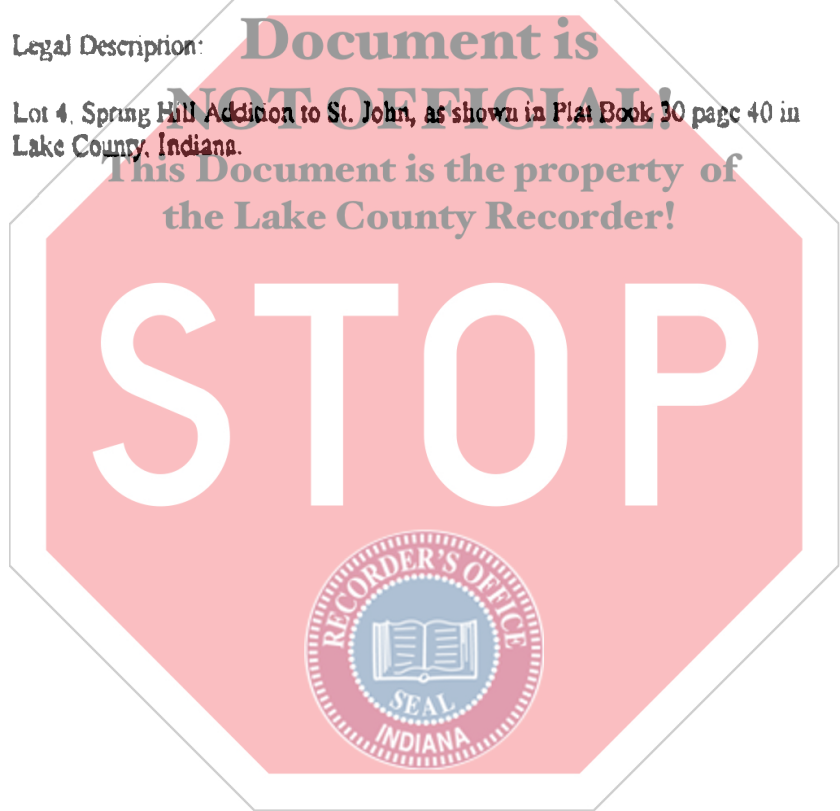 Document is
Legal Description:
NOT OFFICIAL!
Lot 4, Spring Hill Addition to St. John, as shown in Plat Book 30 page 40 in
Lake County, Indiana.
This Document is the property of
the Lake County Recorder!
STOP
RECORDER'S OFFICE
SEAL
INDIANA